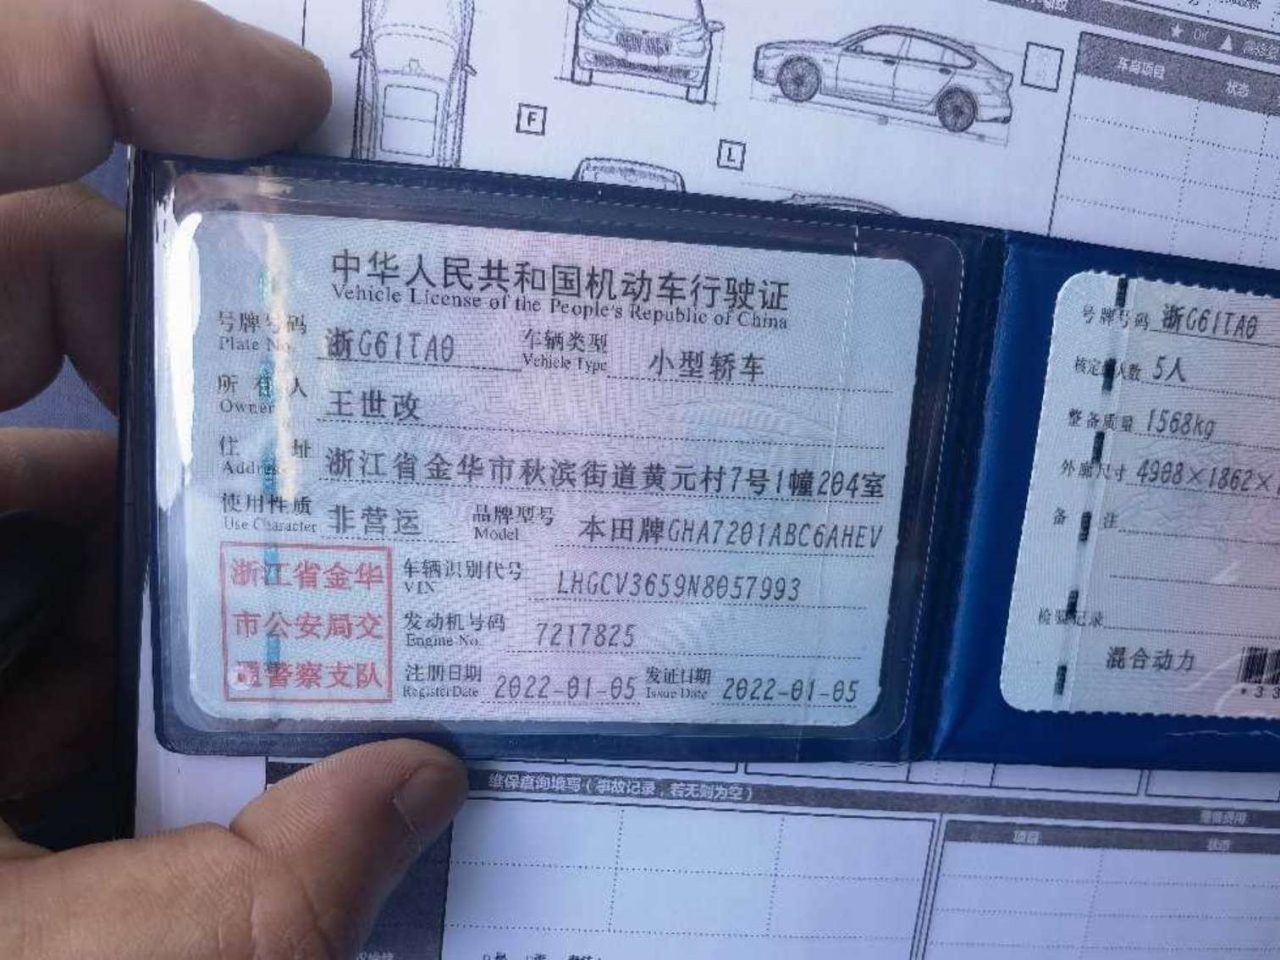 ★ OR ▲
车身项目 状态
F
L
中华人民共和国机动车行驶证
Vehicle License of the People's Republic of China
号牌号码 浙G61TA0 车辆类型 小型轿车
Plate No. Vehicle Type
所有人 王世改
Owner
住址 浙江省金华市秋滨街道黄元村7号1幢204室
Address
使用性质 非营运 品牌型号 本田牌GHA7201ABC6AHEV
Use Character Model
浙江省金华
市公安局交
通警察支队
车辆识别代号 LHGCV3659N8057993
VIN
发动机号码 7217825
Engine No.
注册日期 2022-01-05 发证日期 2022-01-05
Register Date Issue Date
号牌号码 浙G61TA0
核定载人数 5人
整备质量 1568kg
外廓尺寸 4908×1862×
备注
检验记录
混合动力
维保查询填写(事故记录,若无则为空)
项目 状态